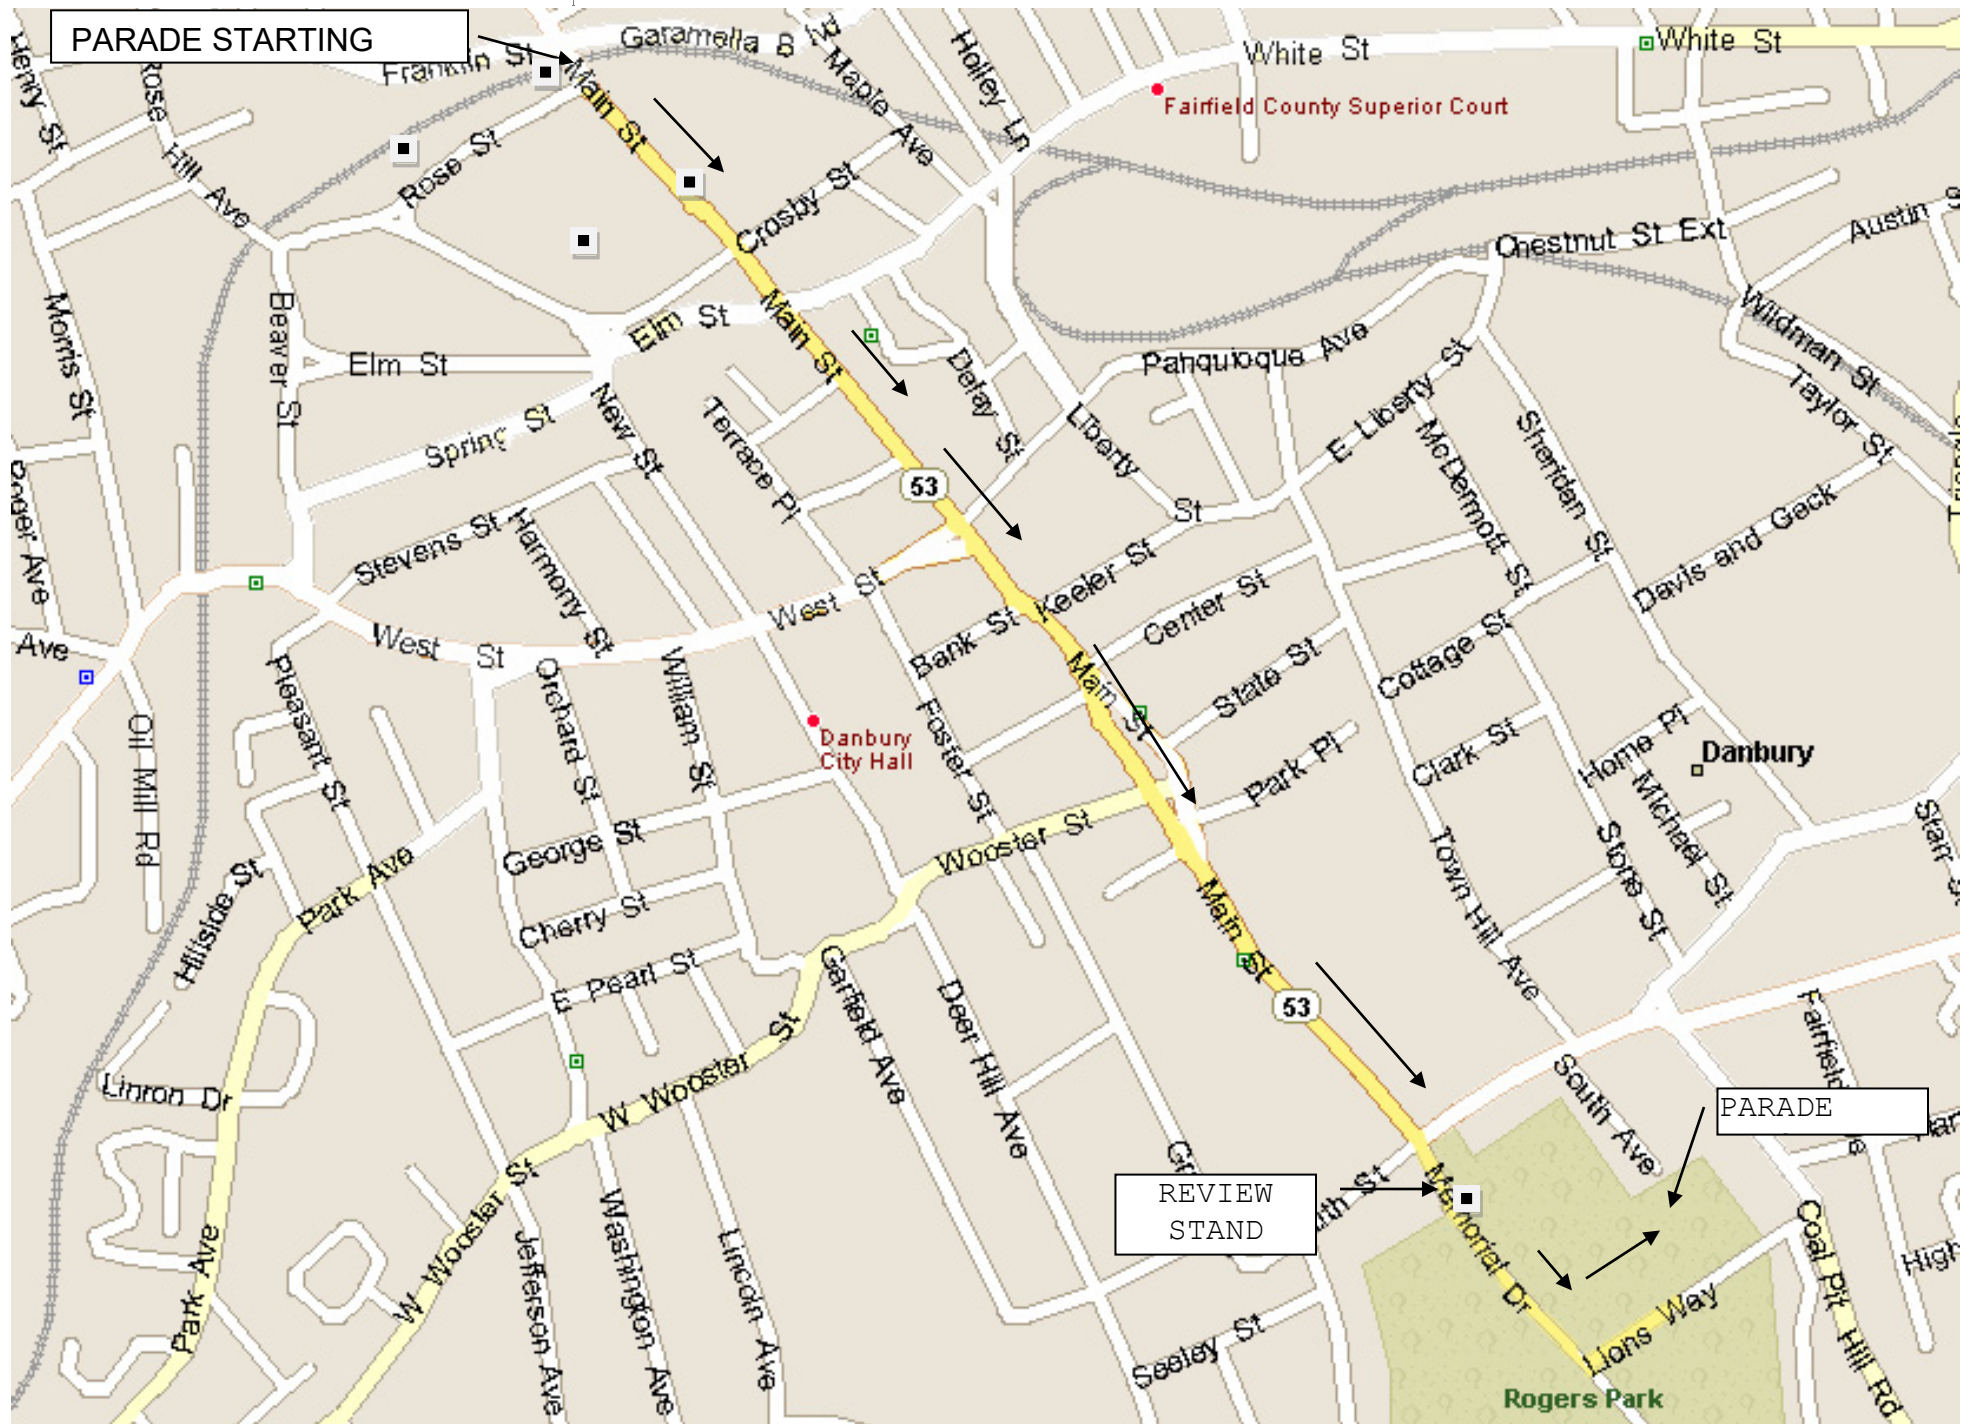 PARADE STARTING
Franklin St
Garamella B
White St
White St
Fairfield County Superior Court
Henry St
Rose
Hill Ave
Rose St
Main St
Maple Ave
Holley Ln
Crosby St
Chestnut St Ext
Austin S
Morris St
Beaver St
Elm St
Elm St
Main St
Delay St
Pahquioque Ave
Wildman St
Taylor St
Spring St
New St
Terrace Pl
Liberty
St
E Liberty St
McDermott St
Sheridan St
Davis and Geck
53
Stevens St
Harmony St
West St
West St
Bank St
Keeler St
Center St
State St
Cottage St
Ave
Pleasant St
Orchard St
William St
Danbury
City Hall
Foster St
Main St
Park Pl
Clark St
Home Pl
Danbury
Oil Mill Rd
George St
Wooster St
Town Hill Ave
Stone St
Michael St
Starr S
Hillside St
Park Ave
Cherry St
Main St
E Pearl St
Garfield Ave
Deer Hill Ave
53
Fairfield
Linron Dr
W Wooster St
South Ave
PARADE
REVIEW
STAND
Memorial Dr
Park Ave
W Wooster St
Jefferson Ave
Washington Ave
Lincoln Ave
Seeley St
Lions Way
Coal Pit Hill Rd
High
Rogers Park